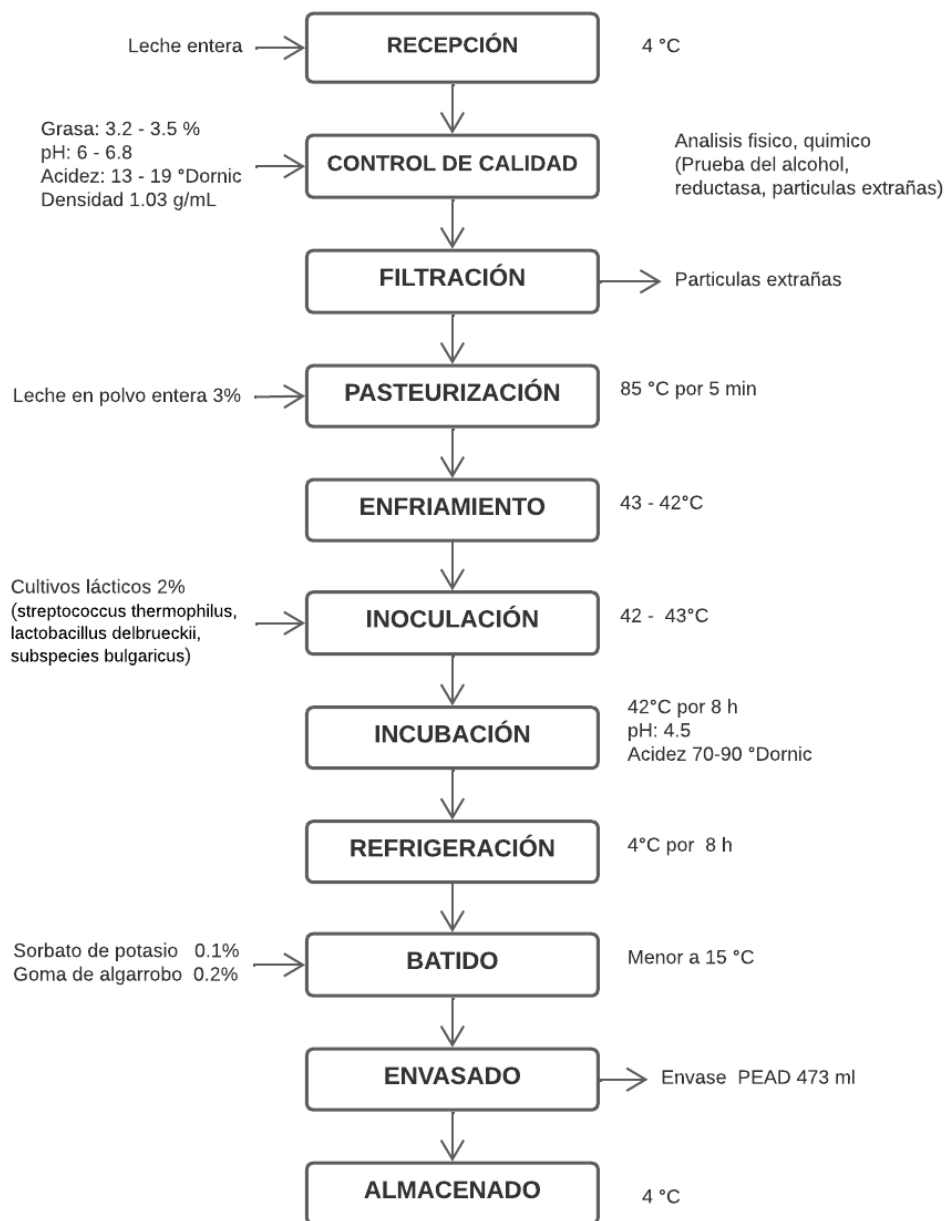 Leche entera
RECEPCIÓN
4 °C
Grasa: 3.2 - 3.5 %
pH: 6 - 6.8
Acidez: 13 - 19 °Dornic
Densidad 1.03 g/mL
CONTROL DE CALIDAD
Analisis fisico, quimico
(Prueba del alcohol,
reductasa, particulas extrañas)
FILTRACIÓN
Particulas extrañas
Leche en polvo entera 3%
PASTEURIZACIÓN
85 °C por 5 min
ENFRIAMIENTO
43 - 42°C
Cultivos lácticos 2%
(streptococcus thermophilus,
lactobacillus delbrueckii,
subspecies bulgaricus)
INOCULACIÓN
42 - 43°C
INCUBACIÓN
42°C por 8 h
pH: 4.5
Acidez 70-90 °Dornic
REFRIGERACIÓN
4°C por 8 h
Sorbato de potasio 0.1%
Goma de algarrobo 0.2%
BATIDO
Menor a 15 °C
ENVASADO
Envase PEAD 473 ml
ALMACENADO
4 °C